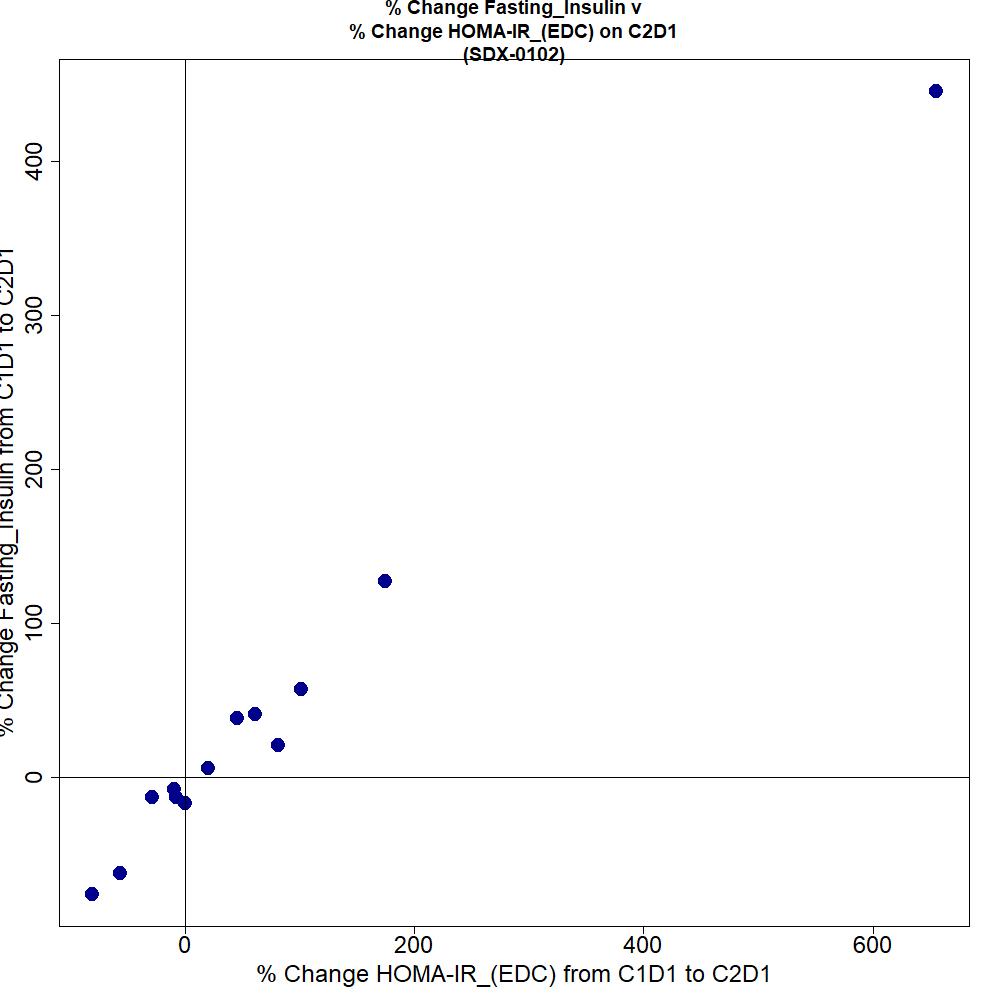 % Change Fasting_Insulin v
% Change HOMA-IR_(EDC) on C2D1
(SDX-0102)
% Change Fasting_Insulin from C1D1 to C2D1
400
300
200
100
0
0 200 400 600
% Change HOMA-IR_(EDC) from C1D1 to C2D1